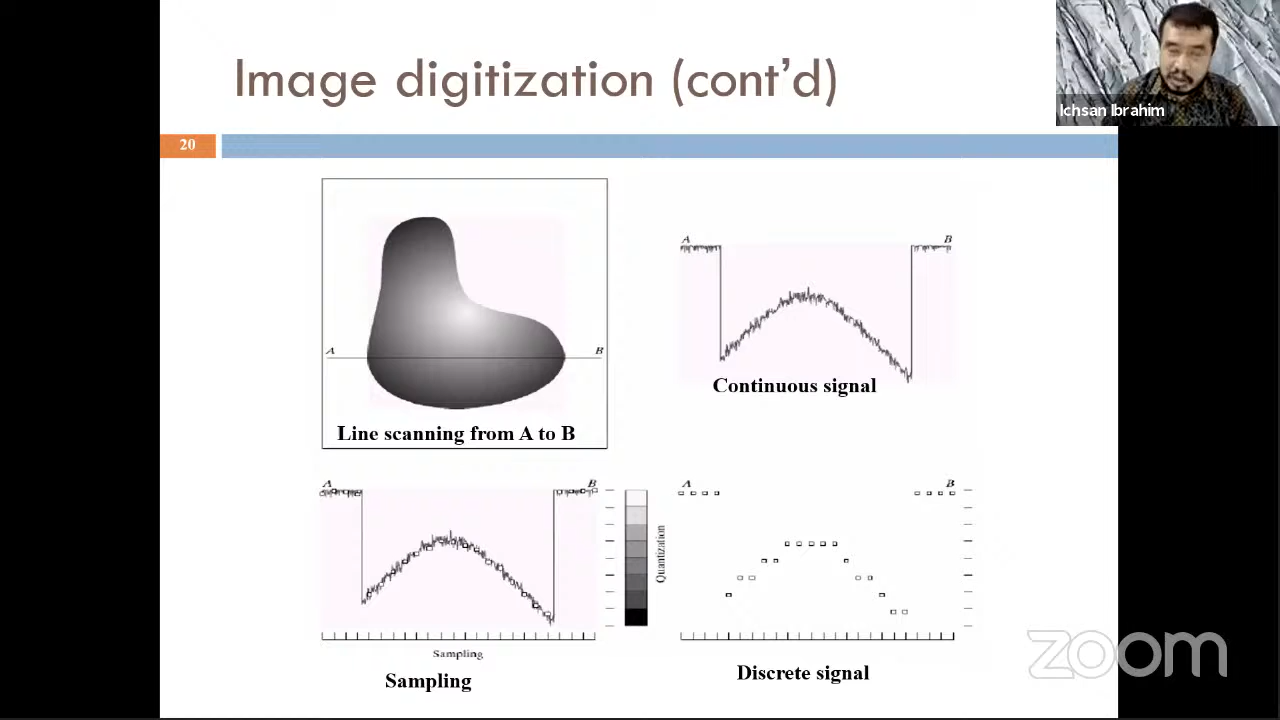 Image digitization (cont’d)
Ichsan Ibrahim
20
A
B
Line scanning from A to B
A
B
Continuous signal
A
B
Quantization
Sampling
Sampling
A
B
Discrete signal
zoom